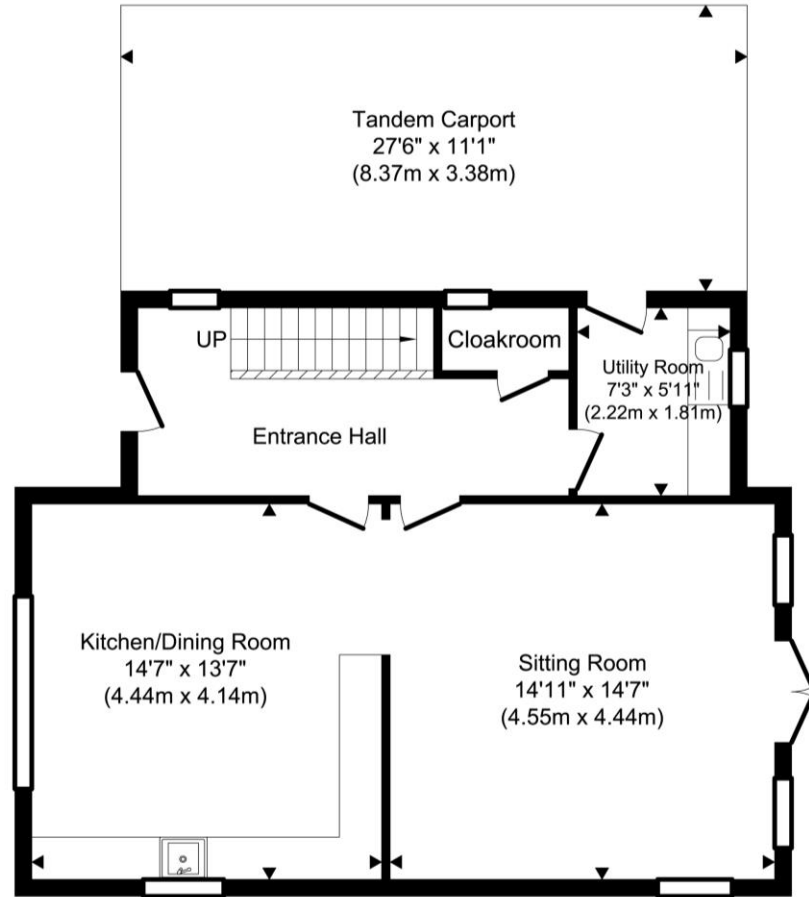 Tandem Carport
27'6" x 11'1"
(8.37m x 3.38m)
UP
Cloakroom
Utility Room
7'3" x 5'11"
(2.22m x 1.81m)
Entrance Hall
Kitchen/Dining Room
14'7" x 13'7"
(4.44m x 4.14m)
Sitting Room
14'11" x 14'7"
(4.55m x 4.44m)